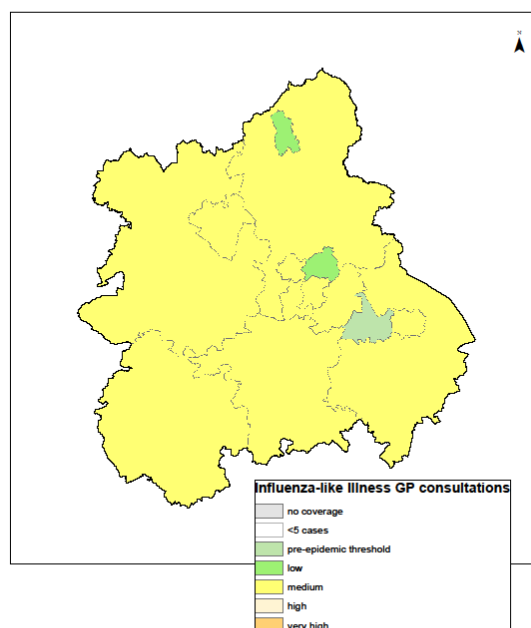 N
Influenza-like Illness GP consultations
no coverage
<5 cases
pre-epidemic threshold
low
medium
high
very high